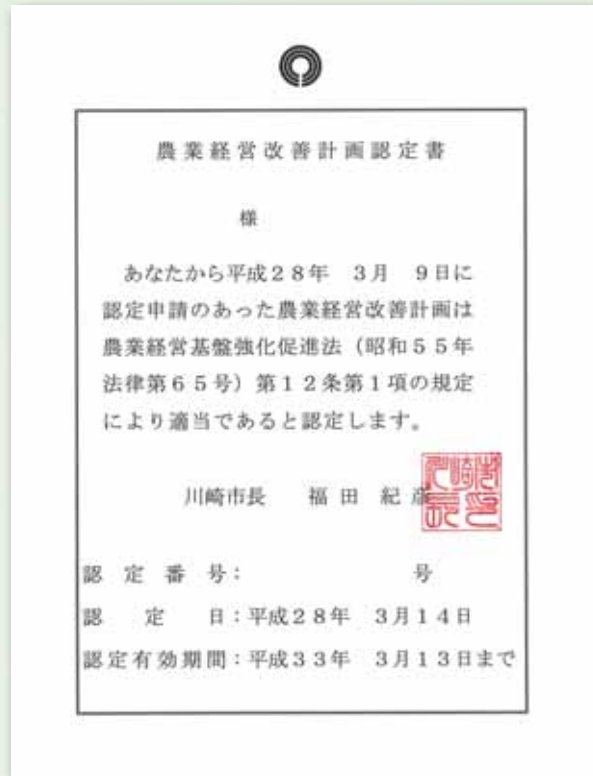 農業経営改善計画認定書
様
あなたから平成28年 3月 9日に
認定申請のあった農業経営改善計画は
農業経営基盤強化促進法(昭和55年
法律第65号)第12条第1項の規定
により適当であると認定します。
川崎市長 福田 紀彦
認定番号: 号
認定日:平成28年 3月14日
認定有効期間:平成33年 3月13日まで